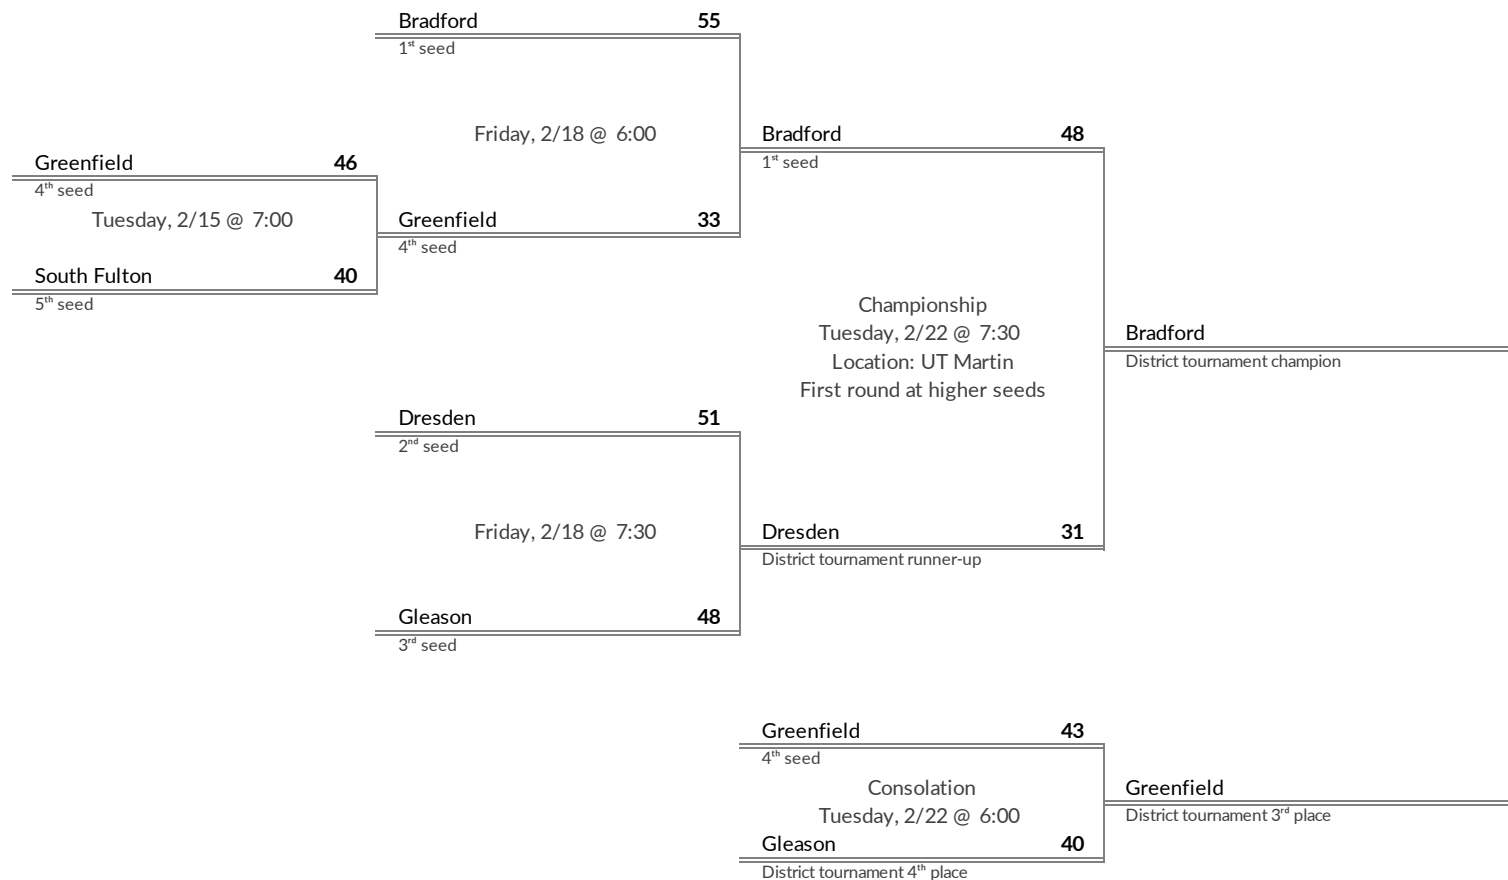 Bradford 55
1st seed
Friday, 2/18 @ 6:00
Greenfield 46
4th seed
Tuesday, 2/15 @ 7:00
South Fulton 40
5th seed
Greenfield 33
4th seed
Bradford 48
1st seed
Championship
Tuesday, 2/22 @ 7:30
Location: UT Martin
First round at higher seeds
Bradford
District tournament champion
Dresden 51
2nd seed
Friday, 2/18 @ 7:30
Gleason 48
3rd seed
Dresden 31
District tournament runner-up
Greenfield 43
4th seed
Consolation
Tuesday, 2/22 @ 6:00
Gleason 40
District tournament 4th place
Greenfield
District tournament 3rd place